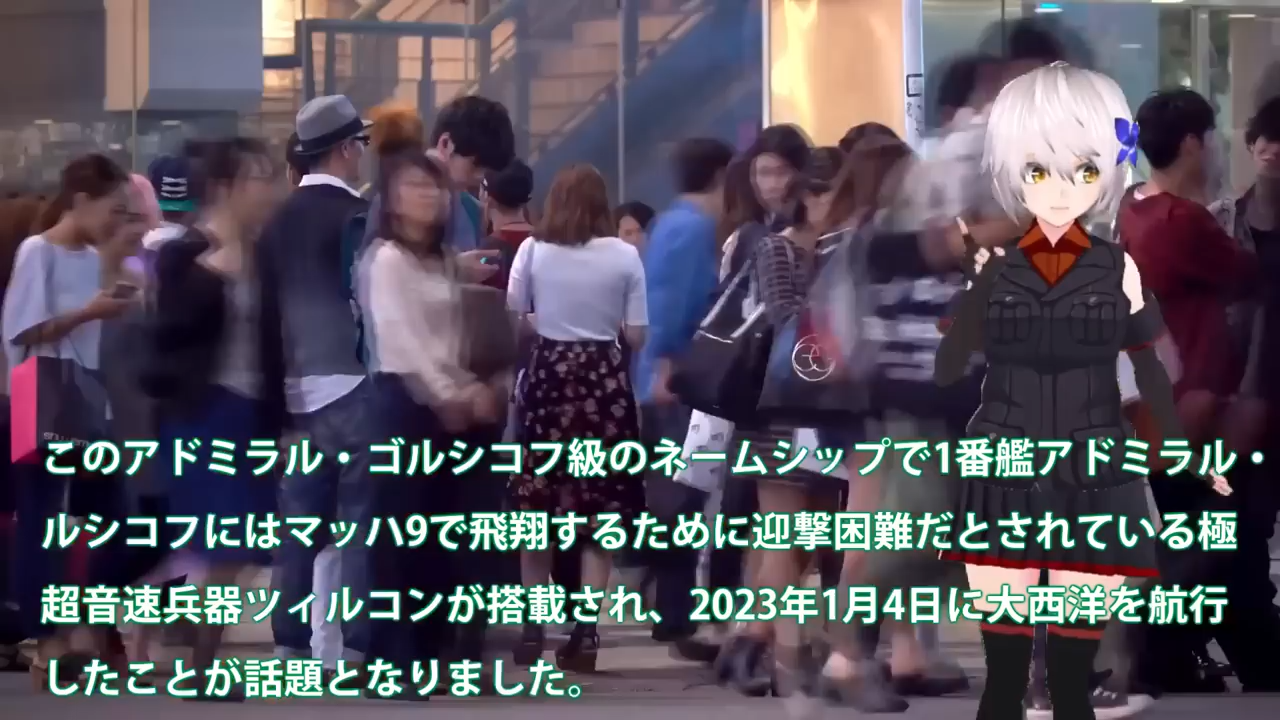 このアドミラル・ゴルシコフ級のネームシップで1番艦アドミラル・
ルシコフにはマッハ9で飛翔するために迎撃困難だとされている極
超音速兵器ツィルコンが搭載され、2023年1月4日に大西洋を航行
したことが話題となりました。